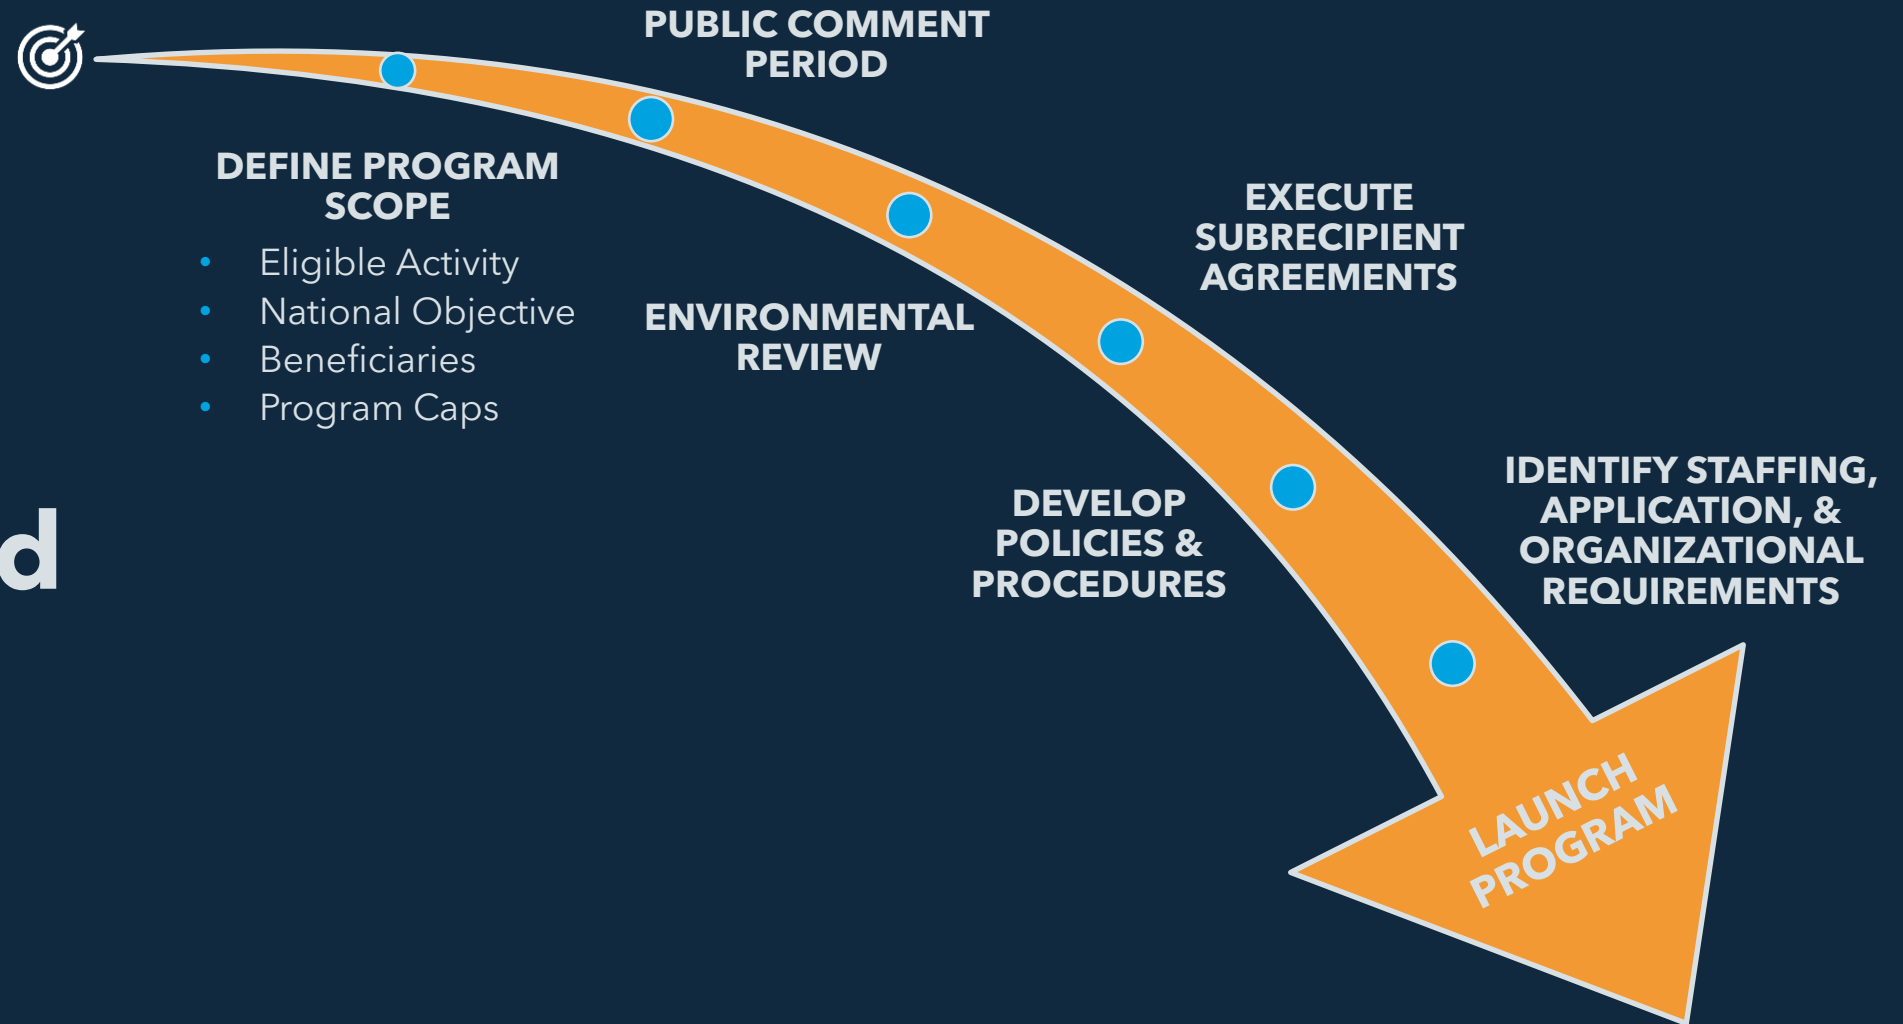 PUBLIC COMMENT
PERIOD
DEFINE PROGRAM
SCOPE
• Eligible Activity
• National Objective
• Beneficiaries
• Program Caps
ENVIRONMENTAL
REVIEW
EXECUTE
SUBRECIPIENT
AGREEMENTS
DEVELOP
POLICIES &
PROCEDURES
IDENTIFY STAFFING,
APPLICATION, &
ORGANIZATIONAL
REQUIREMENTS
d
LAUNCH
PROGRAM